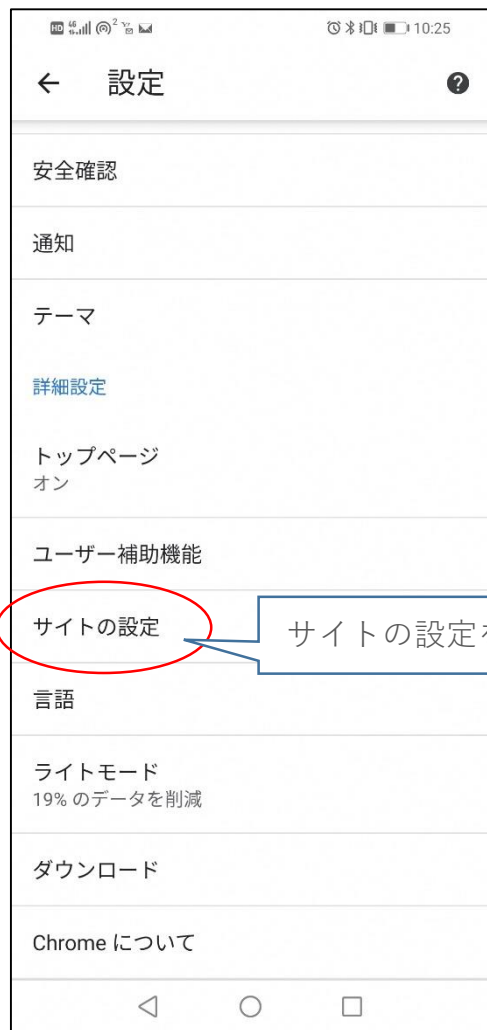 HD 4G 2 10:25
設定
安全確認
通知
テーマ
詳細設定
トップページ
オン
ユーザー補助機能
サイトの設定
サイトの設定を
言語
ライトモード
19% のデータを削減
ダウンロード
Chrome について